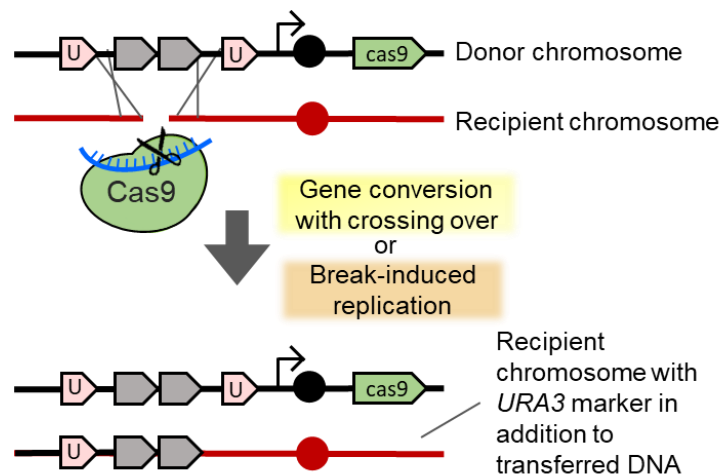 U U cas9 Donor chromosome
Recipient chromosome
Cas9
Gene conversion
with crossing over
or
Break-induced
replication
Recipient
chromosome with
URA3 marker in
addition to
transferred DNA
U U cas9
U